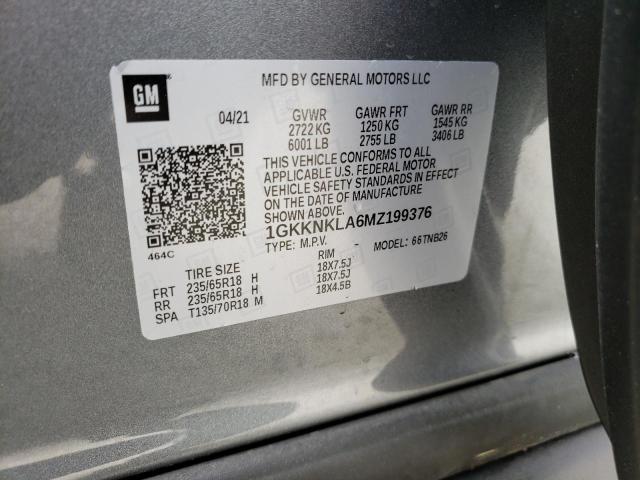 GM
MFD BY GENERAL MOTORS LLC
04/21 GVWR GAWR FRT GAWR RR
2722 KG 1250 KG 1545 KG
6001 LB 2755 LB 3406 LB
THIS VEHICLE CONFORMS TO ALL
APPLICABLE U.S. FEDERAL MOTOR
VEHICLE SAFETY STANDARDS IN EFFECT
ON THE DATE OF MANUFACTURE
SHOWN ABOVE.
1GKKNKLA6MZ199376
464C
TYPE: M.P.V. MODEL: 66TNB26
TIRE SIZE RIM
FRT 235/65R18 H 18X7.5J
RR 235/65R18 H 18X7.5J
SPA T135/70R18 M 18X4.5B